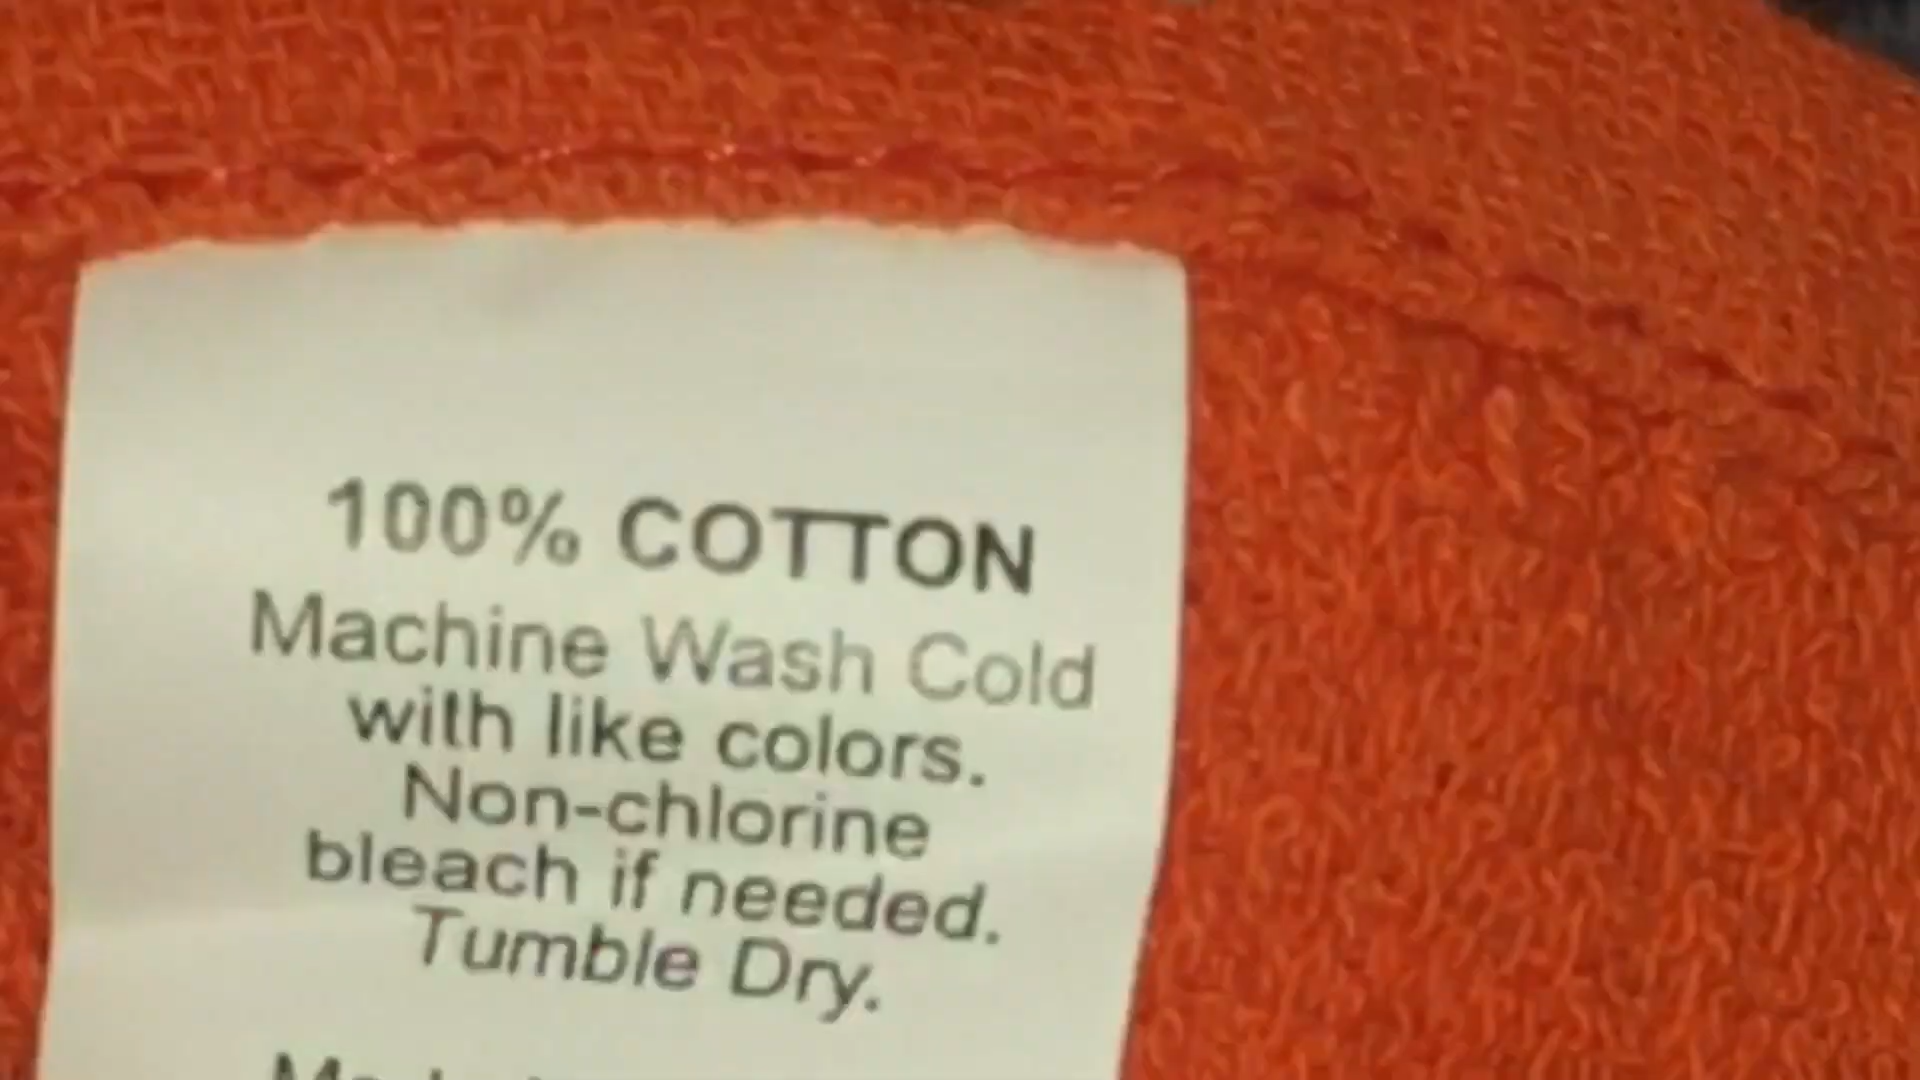 100% COTTON
Machine Wash Cold
with like colors.
Non-chlorine
bleach if needed.
Tumble Dry.